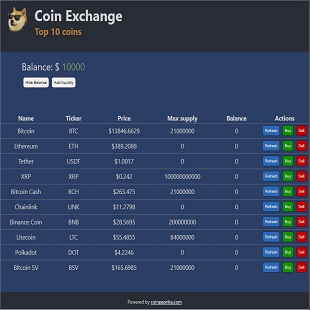 Coin Exchange
Top 10 coins
Balance: $ 10000
Hide Balance Add liquidity
Name Ticker Price Max supply Balance Actions
Bitcoin BTC $13846.6629 21000000 0 Refresh Buy Sell
Ethereum ETH $389.2088 0 0 Refresh Buy Sell
Tether USDT $1.0017 0 0 Refresh Buy Sell
XRP XRP $0.242 100000000000 0 Refresh Buy Sell
Bitcoin Cash BCH $263.475 21000000 0 Refresh Buy Sell
Chainlink LINK $11.2798 0 0 Refresh Buy Sell
Binance Coin BNB $28.5695 200000000 0 Refresh Buy Sell
Litecoin LTC $55.4855 84000000 0 Refresh Buy Sell
Polkadot DOT $4.2246 0 0 Refresh Buy Sell
Bitcoin SV BSV $165.6985 21000000 0 Refresh Buy Sell
Powered by coinpaprika.com